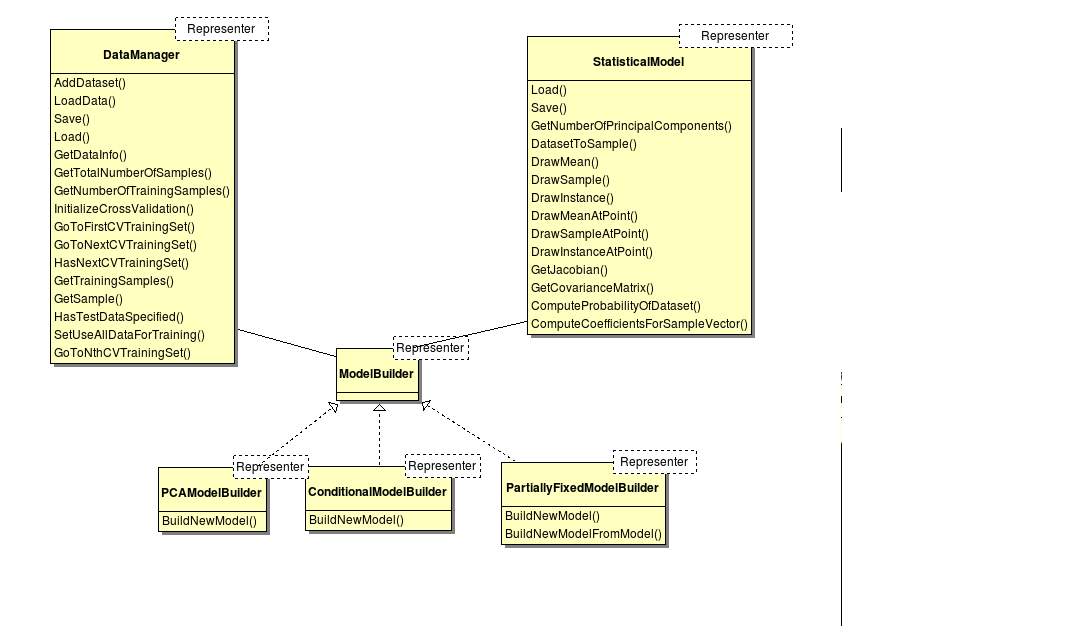 Representer
DataManager
AddDataset()
LoadData()
Save()
Load()
GetDataInfo()
GetTotalNumberOfSamples()
GetNumberOfTrainingSamples()
InitializeCrossValidation()
GoToFirstCVTrainingSet()
GoToNextCVTrainingSet()
HasNextCVTrainingSet()
GetTrainingSamples()
GetSample()
HasTestDataSpecified()
SetUseAllDataForTraining()
GoToNthCVTrainingSet()
Representer
StatisticalModel
Load()
Save()
GetNumberOfPrincipalComponents()
DatasetToSample()
DrawMean()
DrawSample()
DrawInstance()
DrawMeanAtPoint()
DrawSampleAtPoint()
DrawInstanceAtPoint()
GetJacobian()
GetCovarianceMatrix()
ComputeProbabilityOfDataset()
ComputeCoefficientsForSampleVector()
Representer
ModelBuilder
Representer
PCAModelBuilder
BuildNewModel()
Representer
ConditionalModelBuilder
BuildNewModel()
Representer
PartiallyFixedModelBuilder
BuildNewModel()
BuildNewModelFromModel()